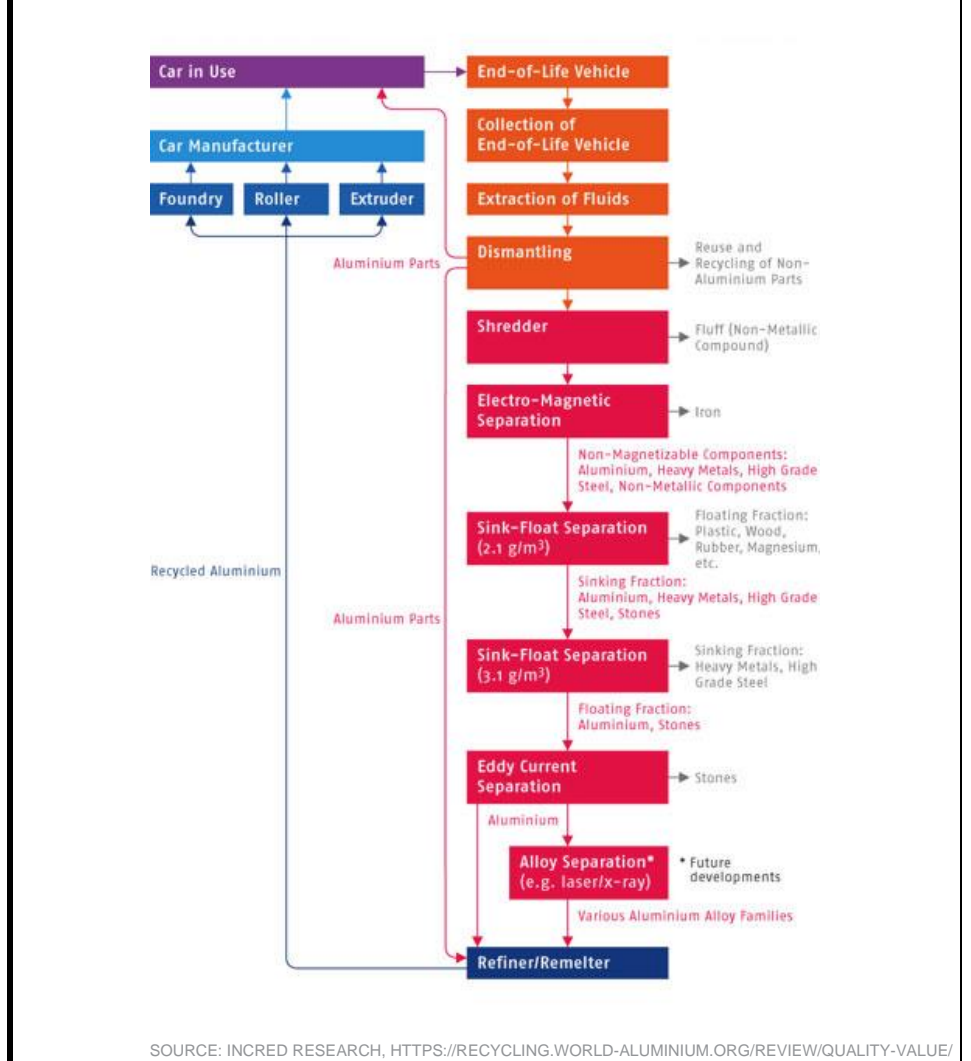 Car in Use
End-of-Life Vehicle
Collection of
End-of-Life Vehicle
Car Manufacturer
Foundry
Roller
Extruder
Extraction of Fluids
Aluminium Parts
Dismantling
Reuse and
Recycling of Non-
Aluminium Parts
Shredder
Fluff (Non-Metallic
Compound)
Electro-Magnetic
Separation
Iron
Non-Magnetizable Components:
Aluminium, Heavy Metals, High Grade
Steel, Non-Metallic Components
Sink-Float Separation
(2.1 g/m³)
Floating Fraction:
Plastic, Wood,
Rubber, Magnesium,
etc.
Recycled Aluminium
Sinking Fraction:
Aluminium, Heavy Metals, High Grade
Steel, Stones
Aluminium Parts
Sink-Float Separation
(3.1 g/m³)
Sinking Fraction:
Heavy Metals, High
Grade Steel
Floating Fraction:
Aluminium, Stones
Eddy Current
Separation
Stones
Aluminium
Alloy Separation*
(e.g. laser/x-ray)
* Future
developments
Various Aluminium Alloy Families
Refiner/Remelter
SOURCE: INCRED RESEARCH, HTTPS://RECYCLING.WORLD-ALUMINIUM.ORG/REVIEW/QUALITY-VALUE/